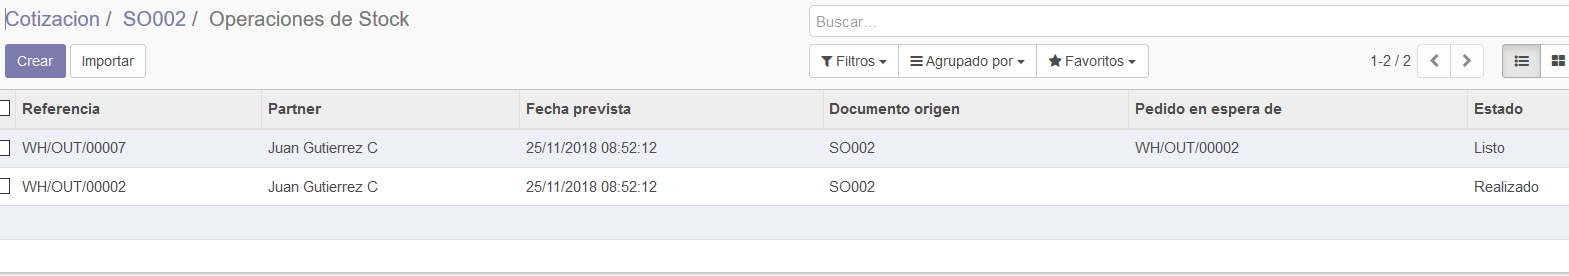 Cotizacion / SO002 / Operaciones de Stock
Buscar...
Crear Importar
Filtros Agrupado por Favoritos 1-2 / 2
Referencia Partner Fecha prevista Documento origen Pedido en espera de Estado
WH/OUT/00007 Juan Gutierrez C 25/11/2018 08:52:12 SO002 WH/OUT/00002 Listo
WH/OUT/00002 Juan Gutierrez C 25/11/2018 08:52:12 SO002 Realizado